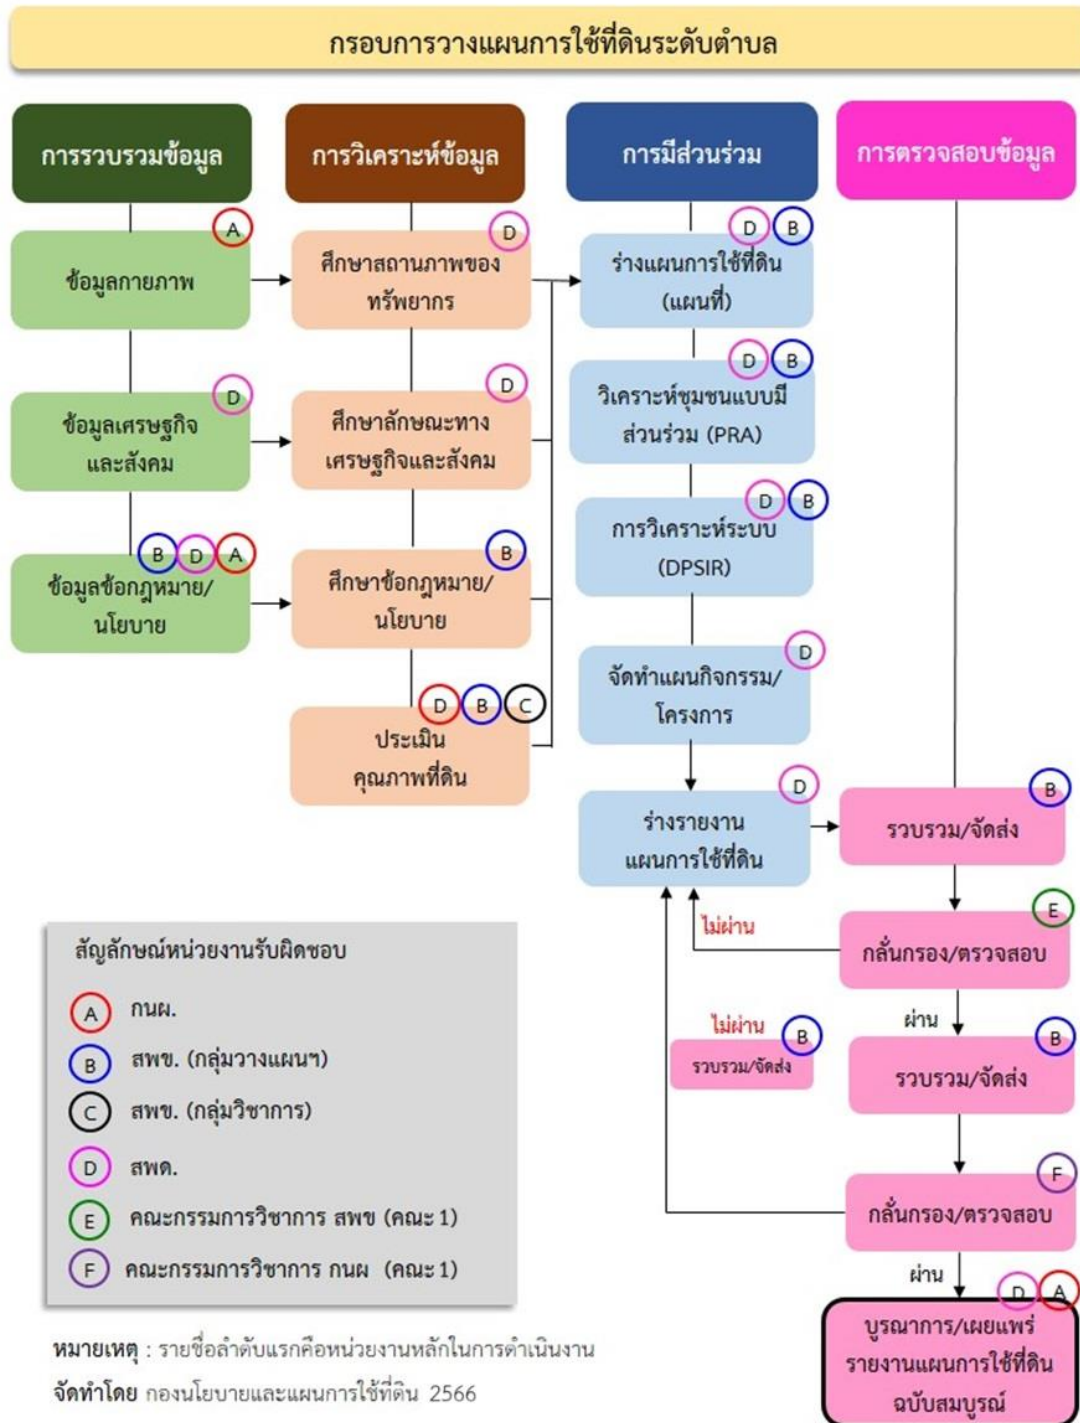 กรอบการวางแผนการใช้ที่ดินระดับตำบล
การรวบรวมข้อมูล
A
ข้อมูลกายภาพ
D
ข้อมูลเศรษฐกิจ
และสังคม
B D A
ข้อมูลข้อกฎหมาย/
นโยบาย
การวิเคราะห์ข้อมูล
D
ศึกษาสถานภาพของ
ทรัพยากร
D
ศึกษาลักษณะทาง
เศรษฐกิจและสังคม
B
ศึกษาข้อกฎหมาย/
นโยบาย
D B C
ประเมิน
คุณภาพที่ดิน
การมีส่วนร่วม
D B
ร่างแผนการใช้ที่ดิน
(แผนที่)
D B
วิเคราะห์ชุมชนแบบมี
ส่วนร่วม (PRA)
D B
การวิเคราะห์ระบบ
(DPSIR)
D
จัดทำแผนกิจกรรม/
โครงการ
D
ร่างรายงาน
แผนการใช้ที่ดิน
การตรวจสอบข้อมูล
B
รวบรวม/จัดส่ง
E
กลั่นกรอง/ตรวจสอบ
ไม่ผ่าน
ผ่าน
B
รวบรวม/จัดส่ง
ไม่ผ่าน
B
รวบรวม/จัดส่ง
F
กลั่นกรอง/ตรวจสอบ
ผ่าน
D A
บูรณาการ/เผยแพร่
รายงานแผนการใช้ที่ดิน
ฉบับสมบูรณ์
สัญลักษณ์หน่วยงานรับผิดชอบ
A กนผ.
B สพข. (กลุ่มวางแผนฯ)
C สพข. (กลุ่มวิชาการ)
D สพด.
E คณะกรรมการวิชาการ สพข (คณะ 1)
F คณะกรรมการวิชาการ กนผ (คณะ 1)
หมายเหตุ : รายชื่อลำดับแรกคือหน่วยงานหลักในการดำเนินงาน
จัดทำโดย กองนโยบายและแผนการใช้ที่ดิน 2566